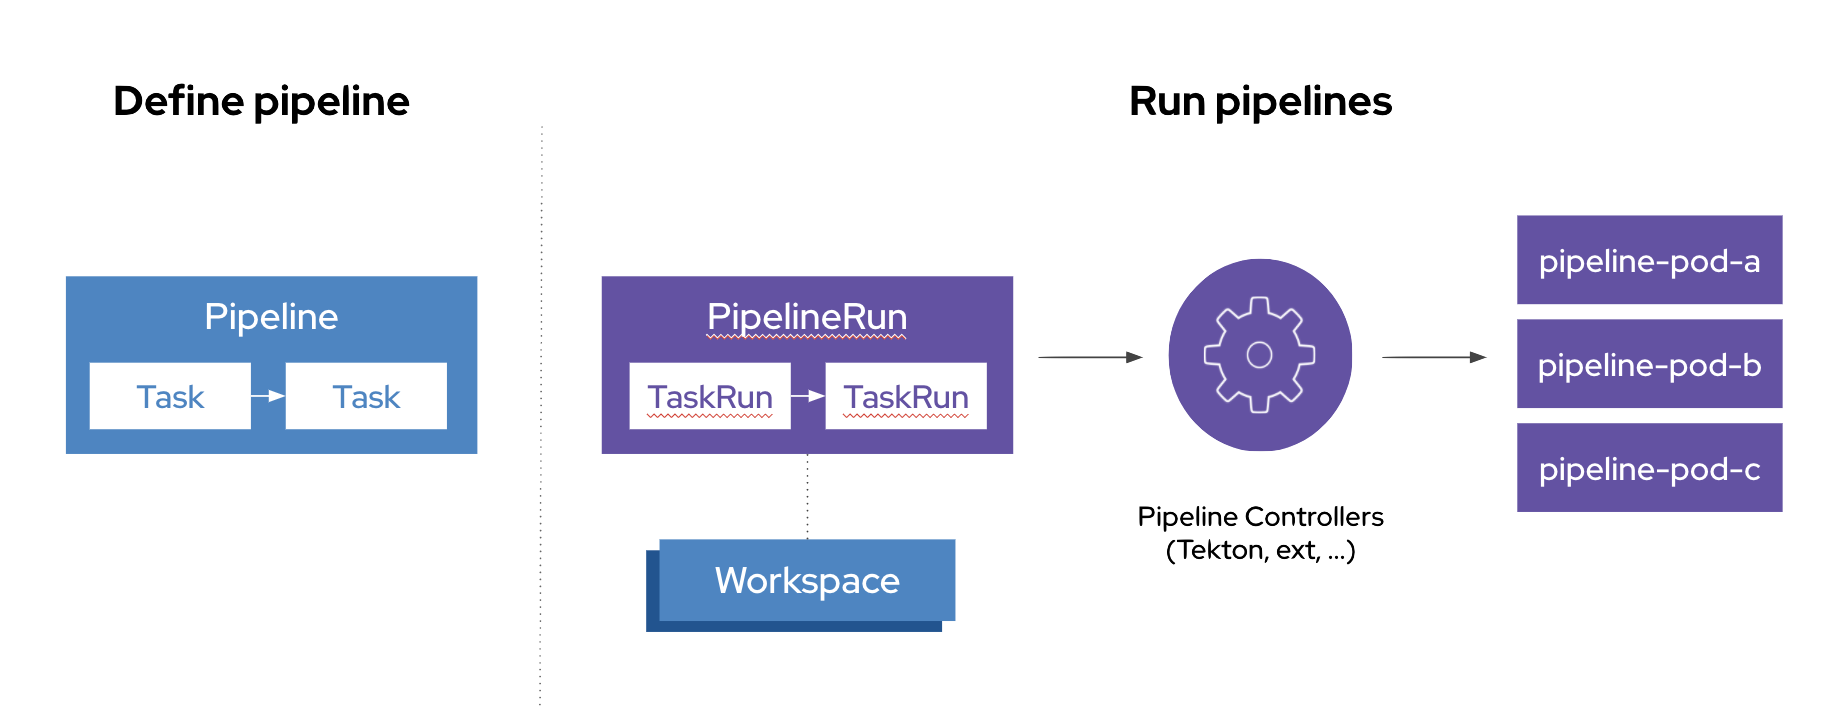 Define pipeline
Run pipelines
Pipeline
Task
Task
PipelineRun
TaskRun
TaskRun
Workspace
Pipeline Controllers
(Tekton, ext, ...)
pipeline-pod-a
pipeline-pod-b
pipeline-pod-c